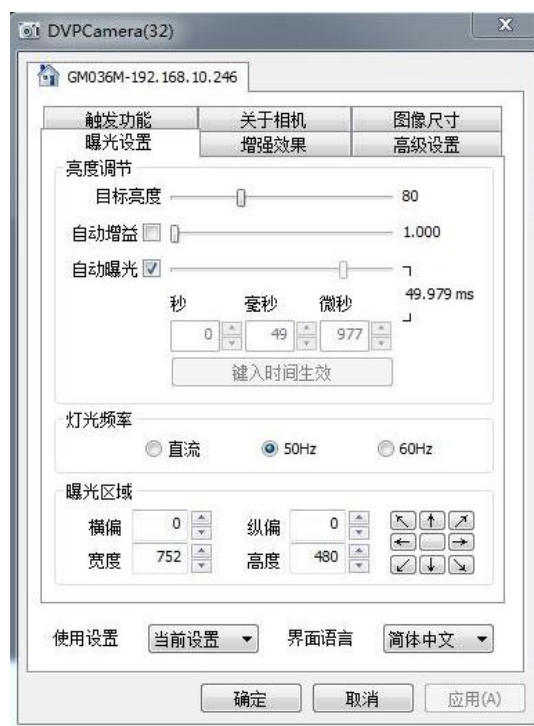 DVPCamera(32)
GM036M-192.168.10.246
触发功能 关于相机 图像尺寸
曝光设置 增强效果 高级设置
亮度调节
目标亮度 80
自动增益 1.000
自动曝光
49.979 ms
秒 毫秒 微秒
0 49 977
键入时间生效
灯光频率
直流 50Hz 60Hz
曝光区域
横偏 0 纵偏 0
宽度 752 高度 480
使用设置 当前设置 界面语言 简体中文
确定 取消 应用(A)